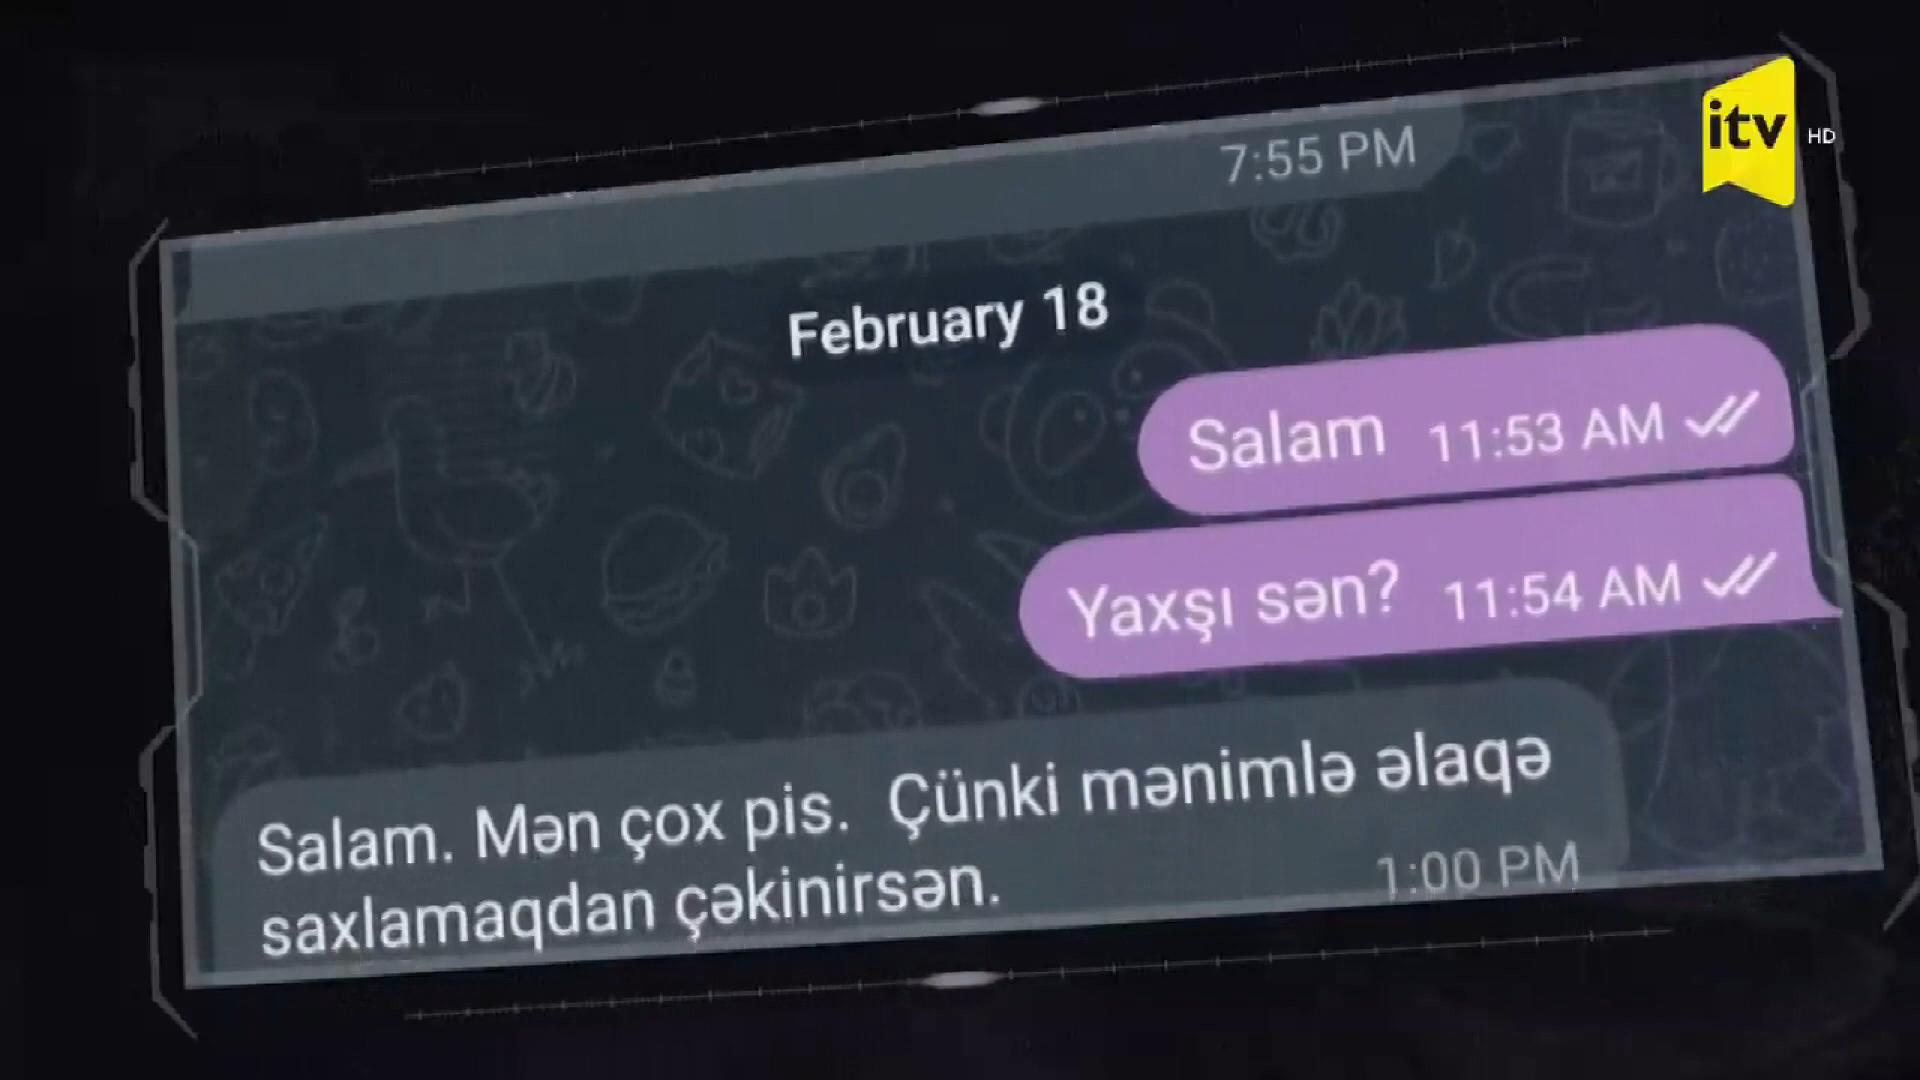 itv HD
7:55 PM
February 18
Salam 11:53 AM
Yaxşı sən? 11:54 AM
Salam. Mən çox pis. Çünki mənimlə əlaqə
saxlamaqdan çəkinirsən. 1:00 PM